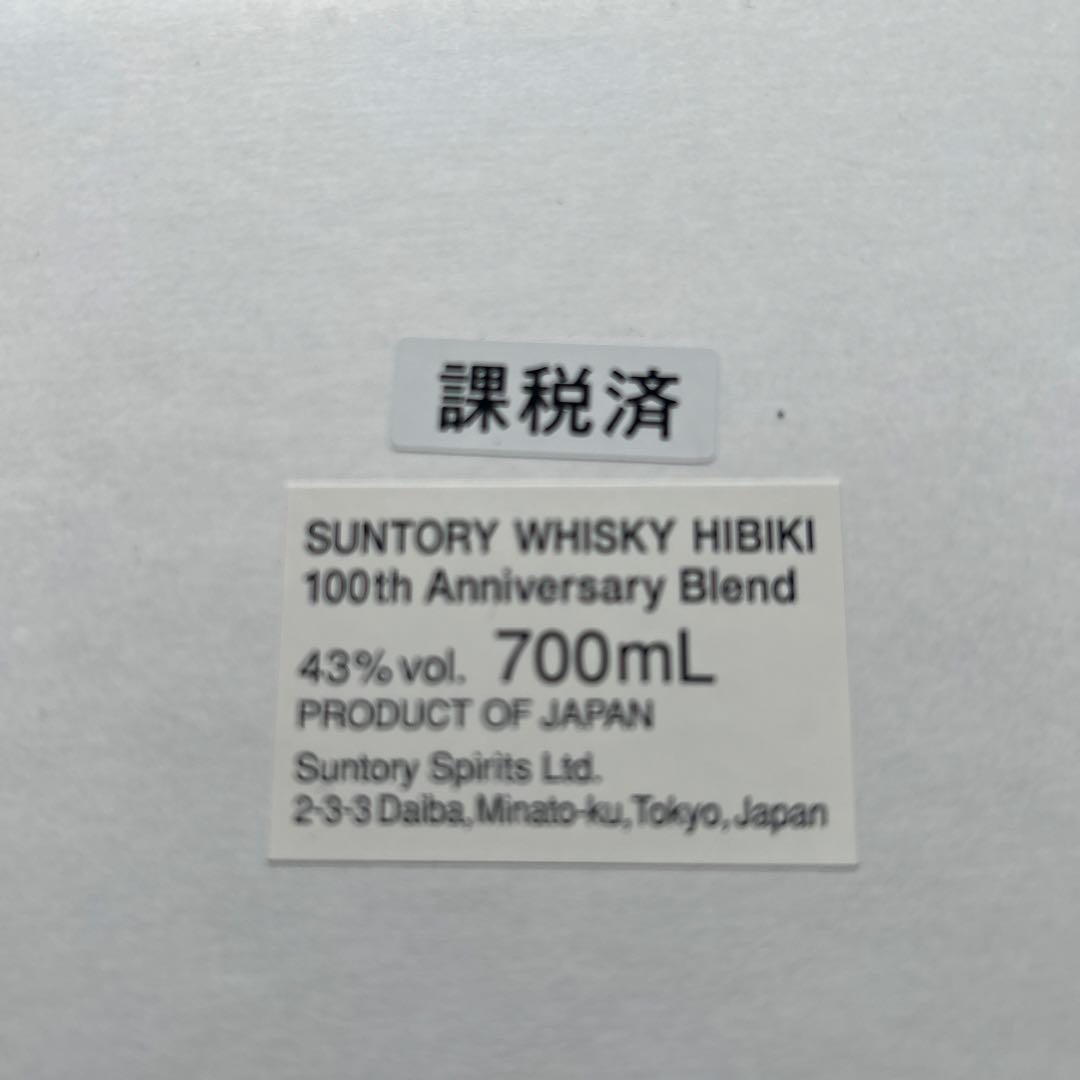 課税済
SUNTORY WHISKY HIBIKI
100th Anniversary Blend
43% vol. 700mL
PRODUCT OF JAPAN
Suntory Spirits Ltd.
2-3-3 Daiba, Minato-ku, Tokyo, Japan